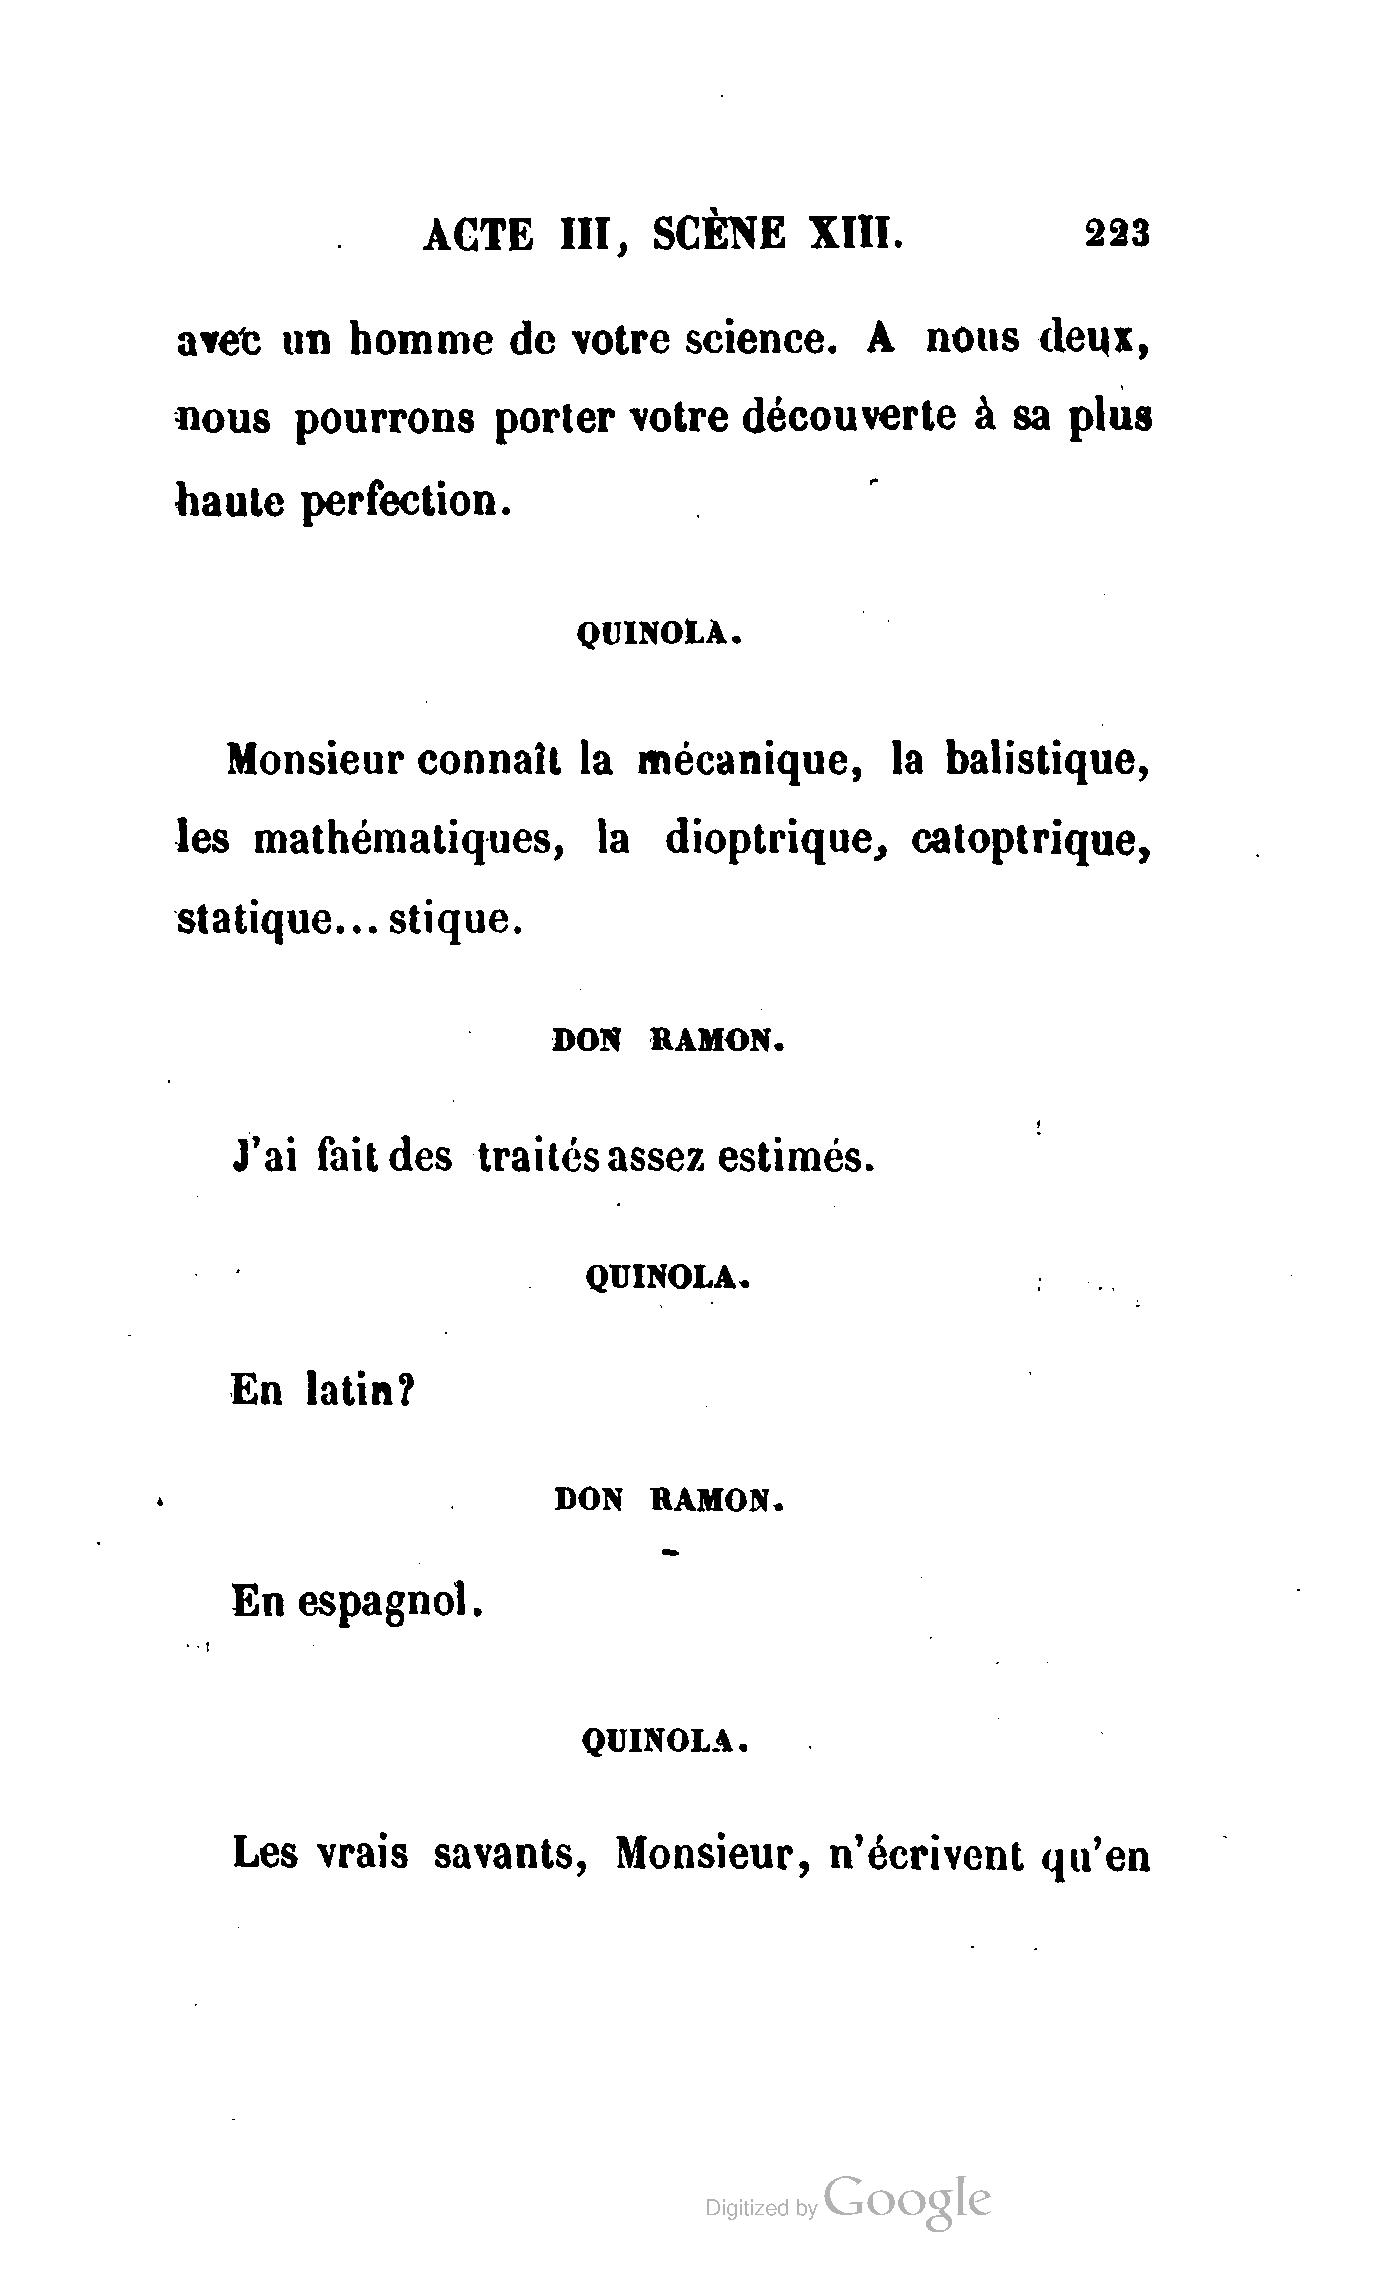 ACTE III, SCÈNE XIII. 223
avec un homme de votre science. A nous deux,
nous pourrons porter votre découverte à sa plus
haute perfection.
QUINOLA.
Monsieur connaît la mécanique, la balistique,
les mathématiques, la dioptrique, catoptrique,
statique... stique.
DON RAMON.
J'ai fait des traités assez estimés.
QUINOLA.
En latin?
DON RAMON.
En espagnol.
QUINOLA.
Les vrais savants, Monsieur, n'écrivent qu'en
Digitized by Google